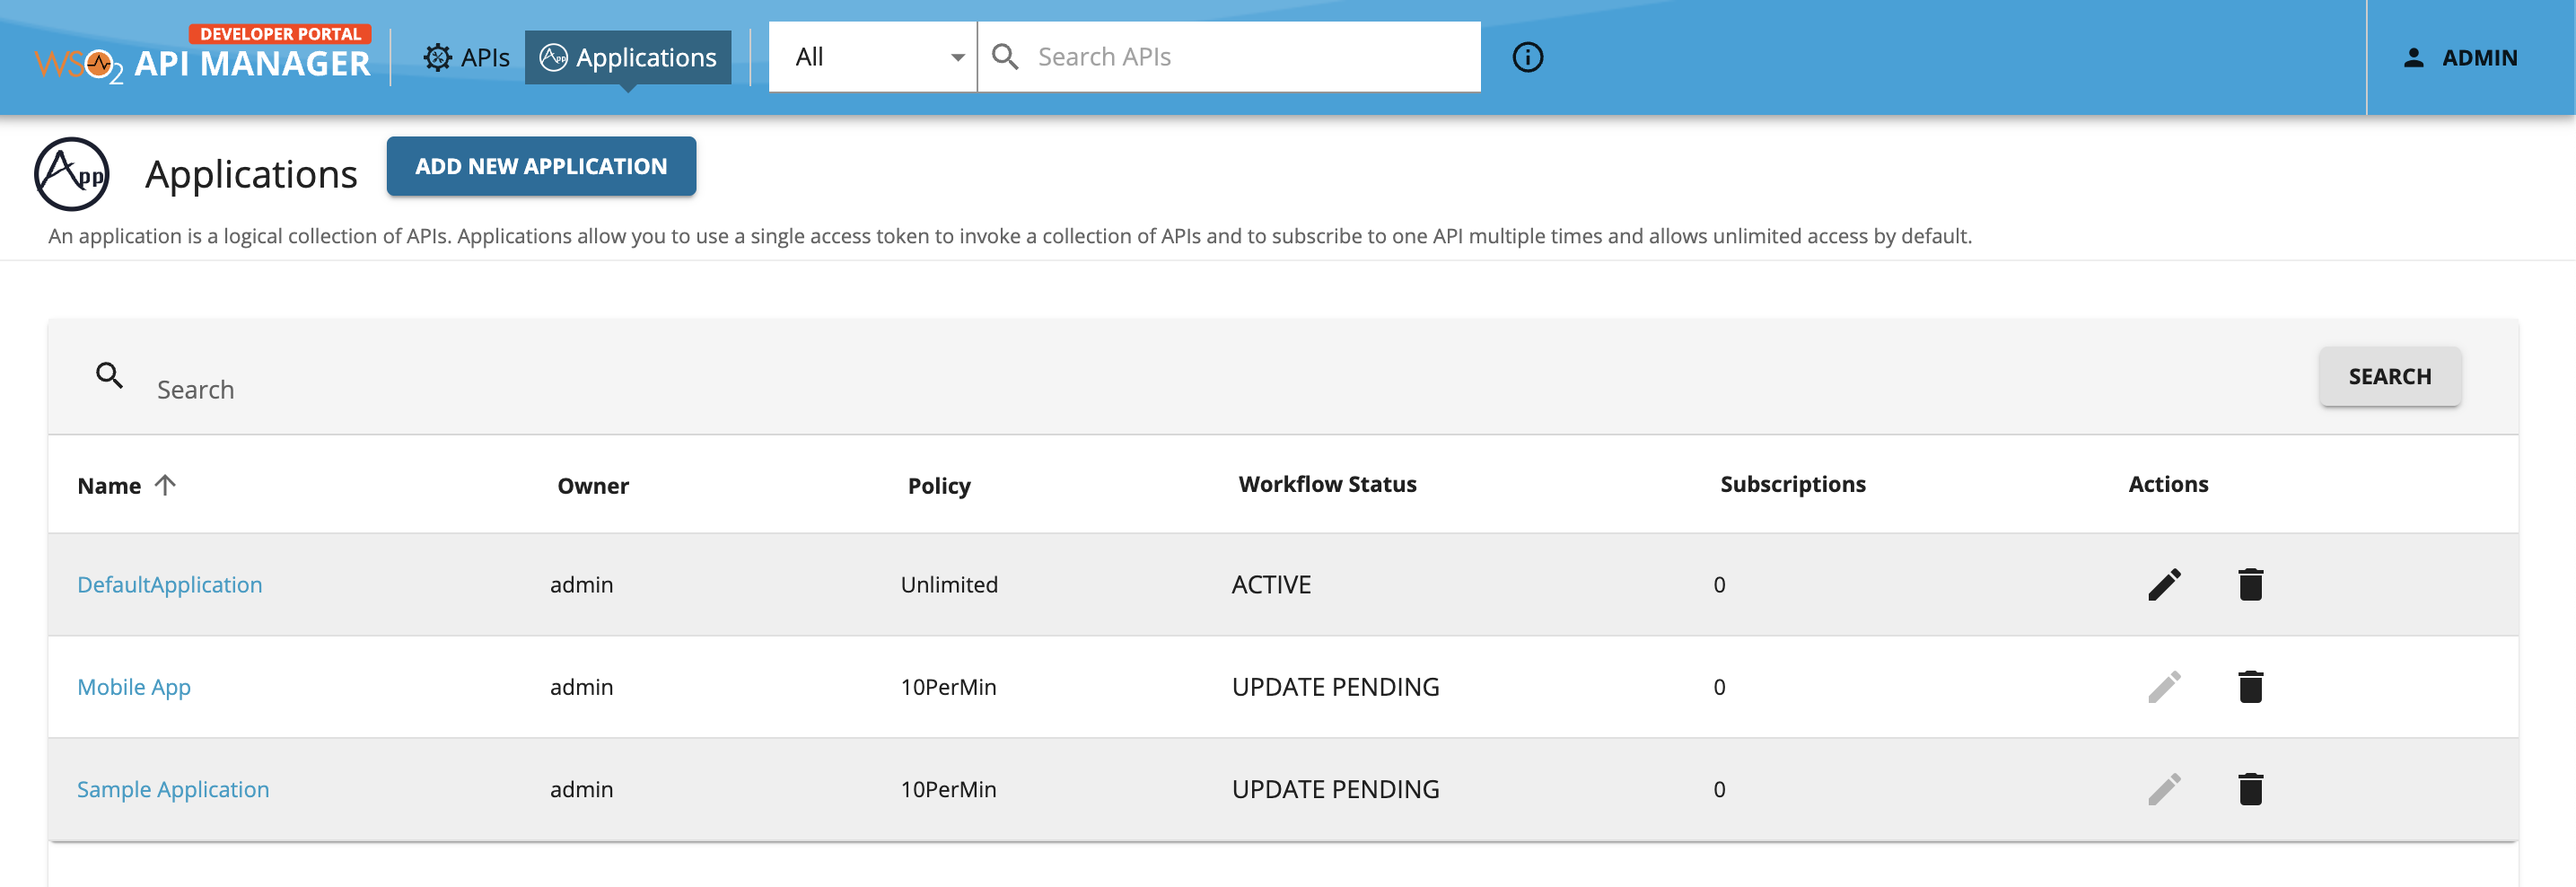 DEVELOPER PORTAL
WSO2 API MANAGER
APIs
App Applications
All
Search APIs
ADMIN
App
Applications
ADD NEW APPLICATION
An application is a logical collection of APIs. Applications allow you to use a single access token to invoke a collection of APIs and to subscribe to one API multiple times and allows unlimited access by default.
Search
SEARCH
Name Owner Policy Workflow Status Subscriptions Actions
DefaultApplication admin Unlimited ACTIVE 0
Mobile App admin 10PerMin UPDATE PENDING 0
Sample Application admin 10PerMin UPDATE PENDING 0